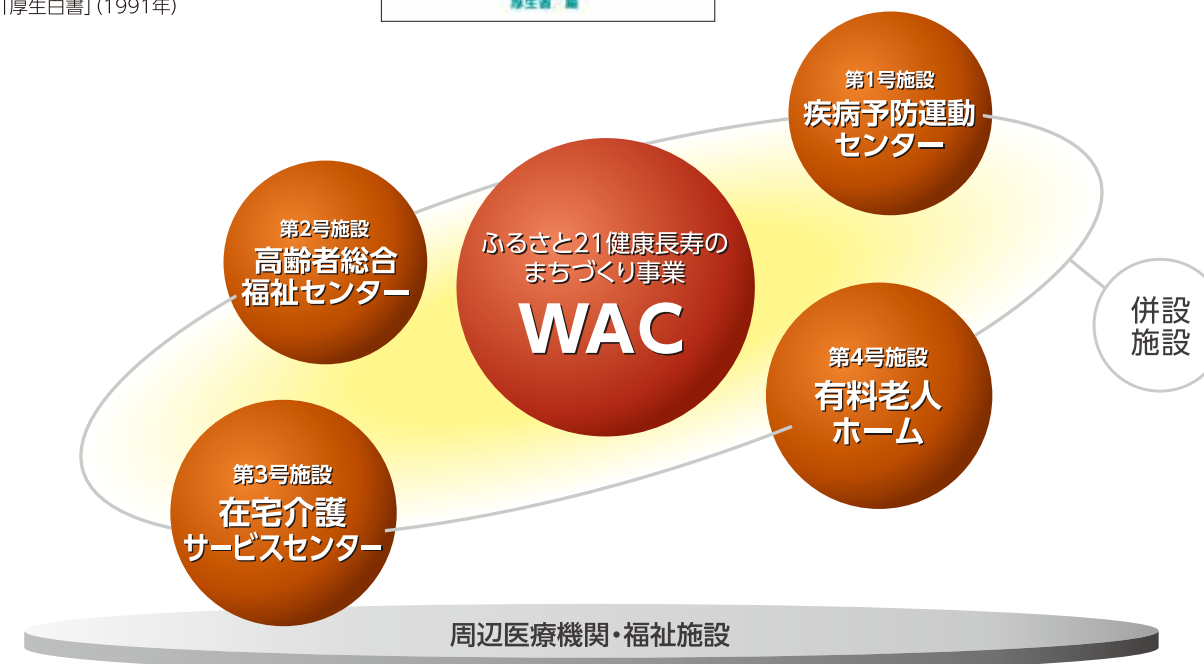 「厚生白書」(1991年)
厚生省 編
第1号施設
疾病予防運動
センター
第2号施設
高齢者総合
福祉センター
ふるさと21健康長寿の
まちづくり事業
WAC
併設
施設
第4号施設
有料老人
ホーム
第3号施設
在宅介護
サービスセンター
周辺医療機関・福祉施設